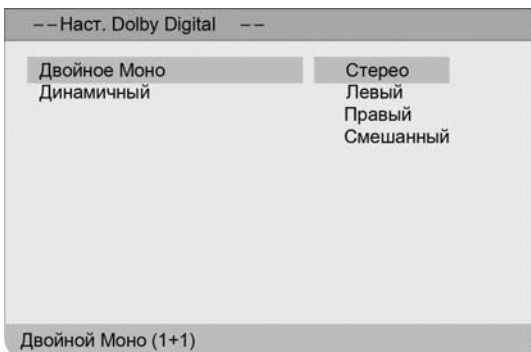 ––Наст. Dolby Digital ––
Двойное Моно
Динамичный
Стерео
Левый
Правый
Смешанный
Двойной Моно (1+1)